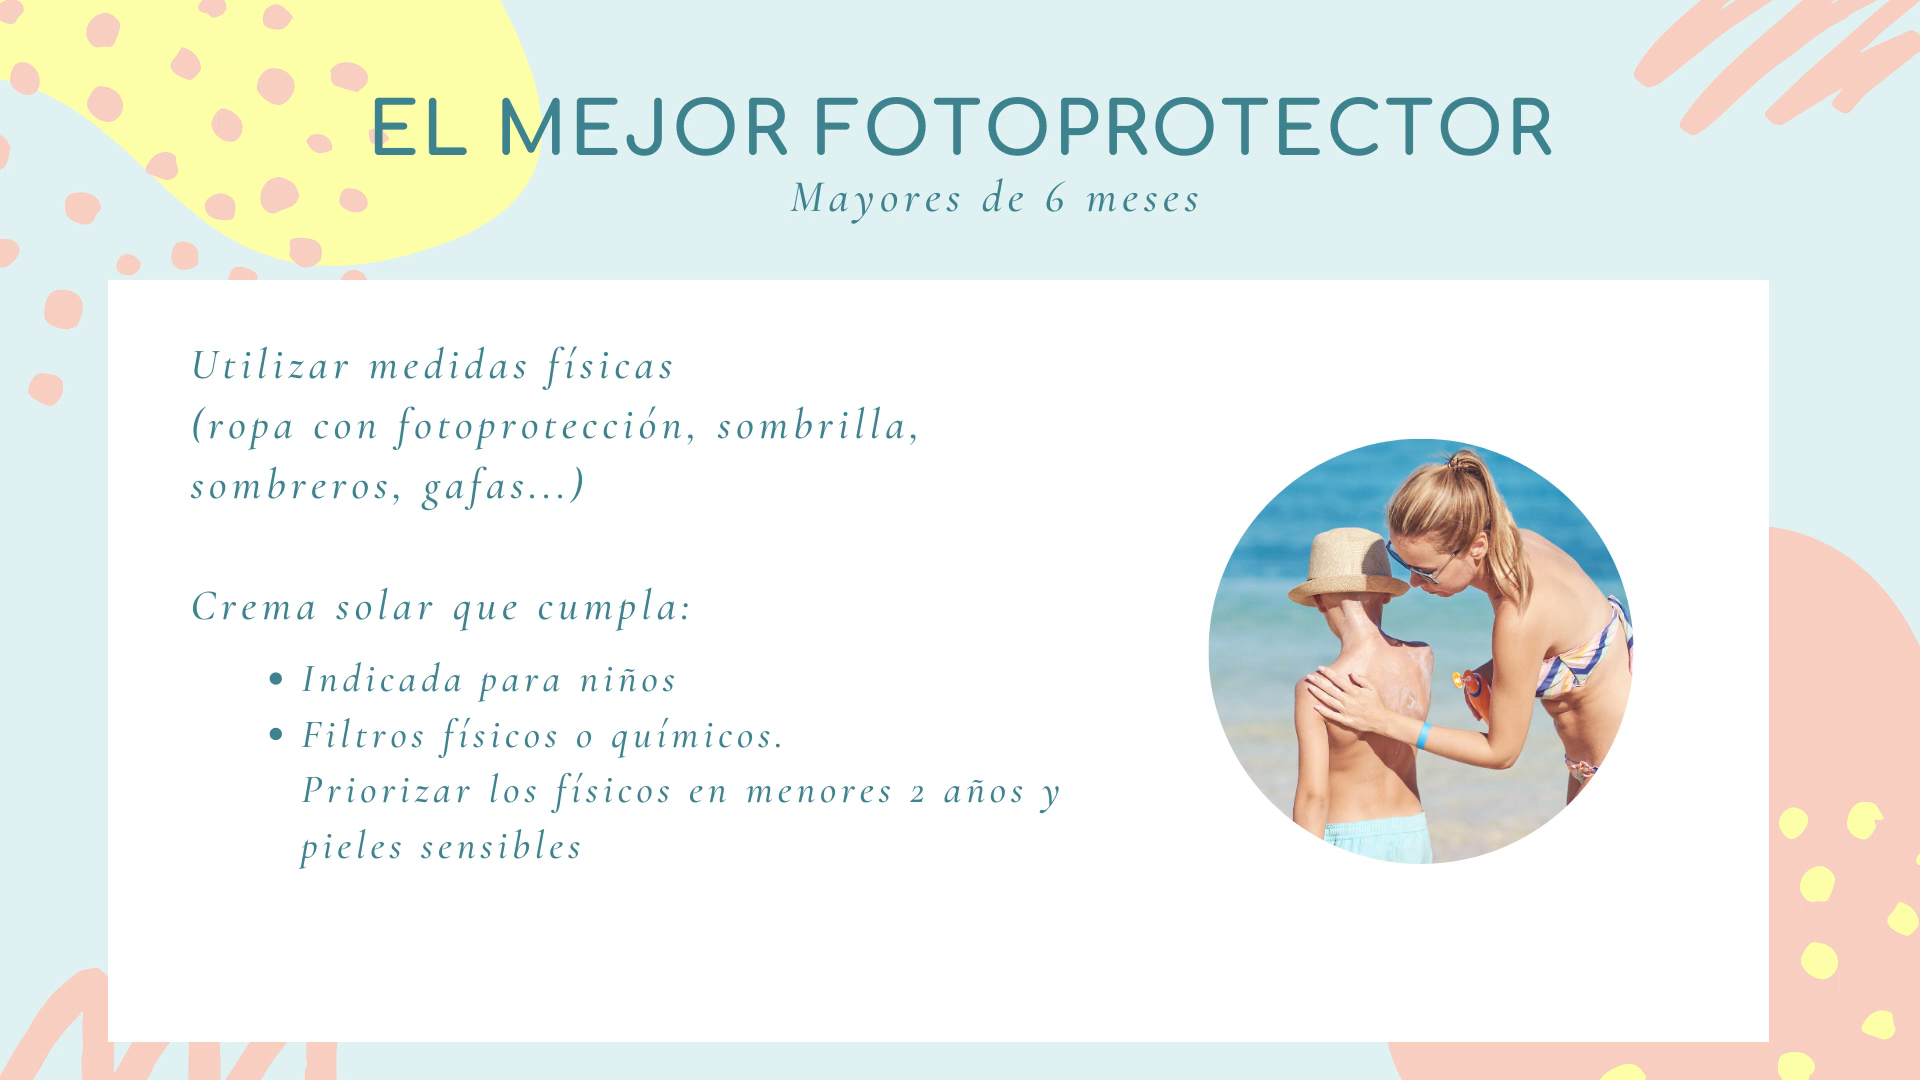 EL MEJOR FOTOPROTECTOR
Mayores de 6 meses
Utilizar medidas físicas
(ropa con fotoprotección, sombrilla,
sombreros, gafas...)
Crema solar que cumpla:
• Indicada para niños
• Filtros físicos o químicos.
Priorizar los físicos en menores 2 años y
pieles sensibles